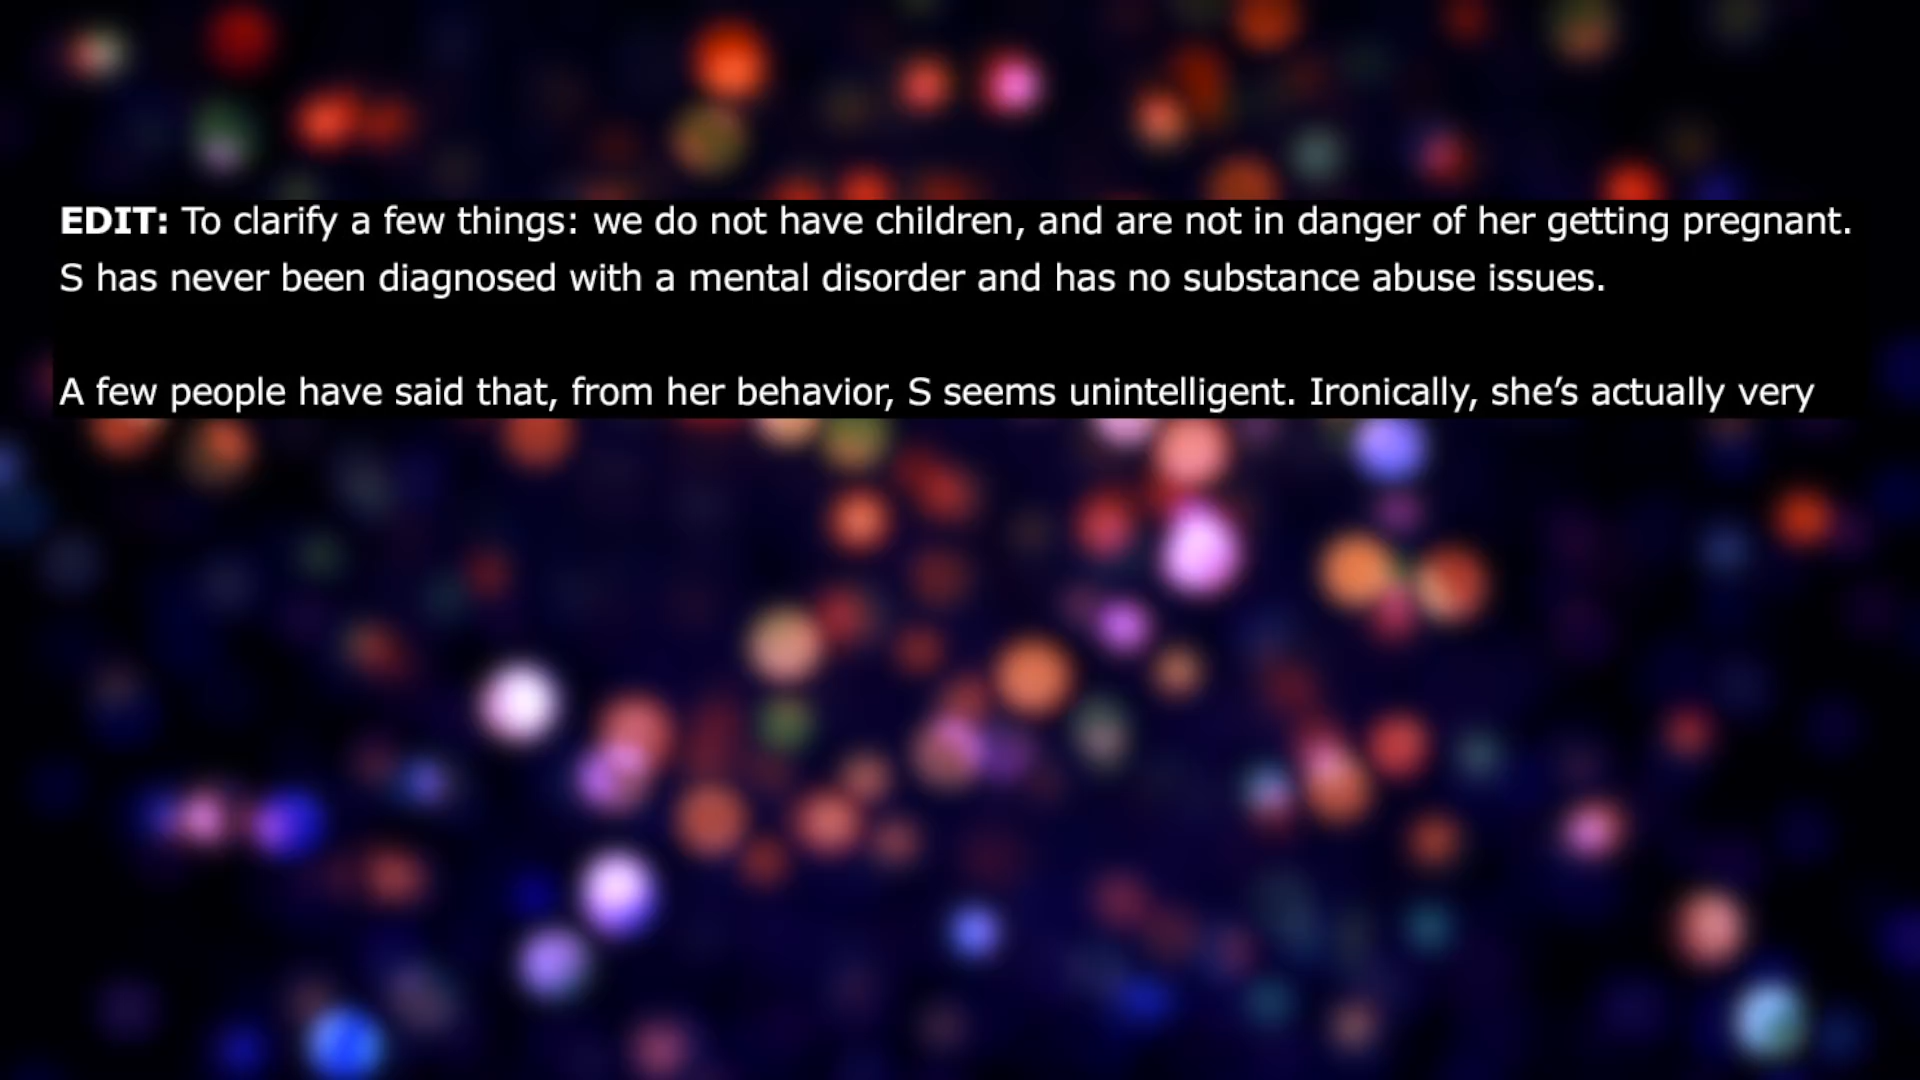 EDIT: To clarify a few things: we do not have children, and are not in danger of her getting pregnant.
S has never been diagnosed with a mental disorder and has no substance abuse issues.
A few people have said that, from her behavior, S seems unintelligent. Ironically, she’s actually very